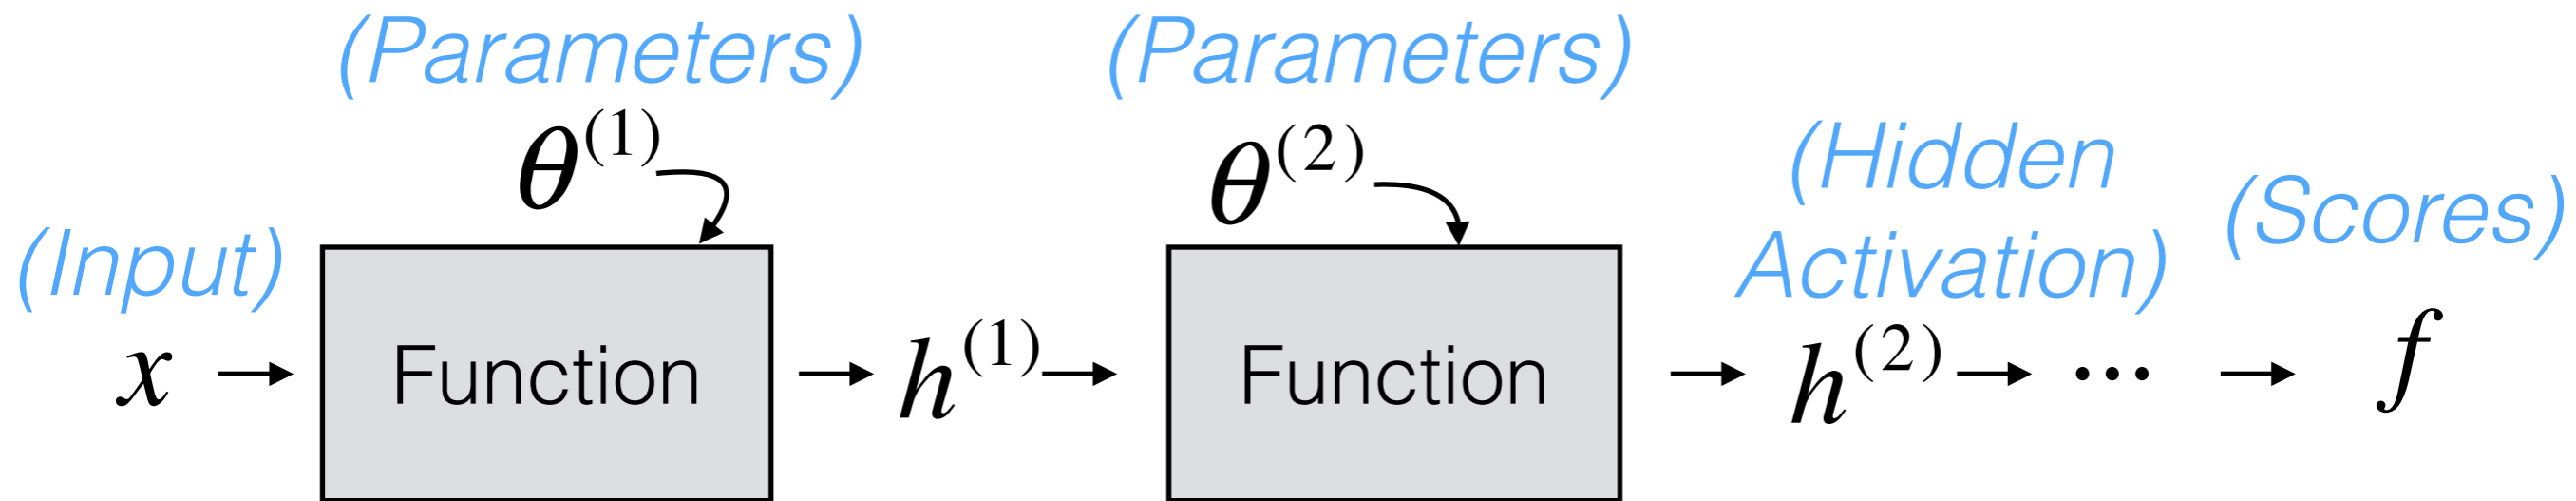 (Parameters) (Parameters)
θ^(1) θ^(2) (Hidden
(Input) Activation) (Scores)
x → Function → h^(1) → Function → h^(2) → ··· → f